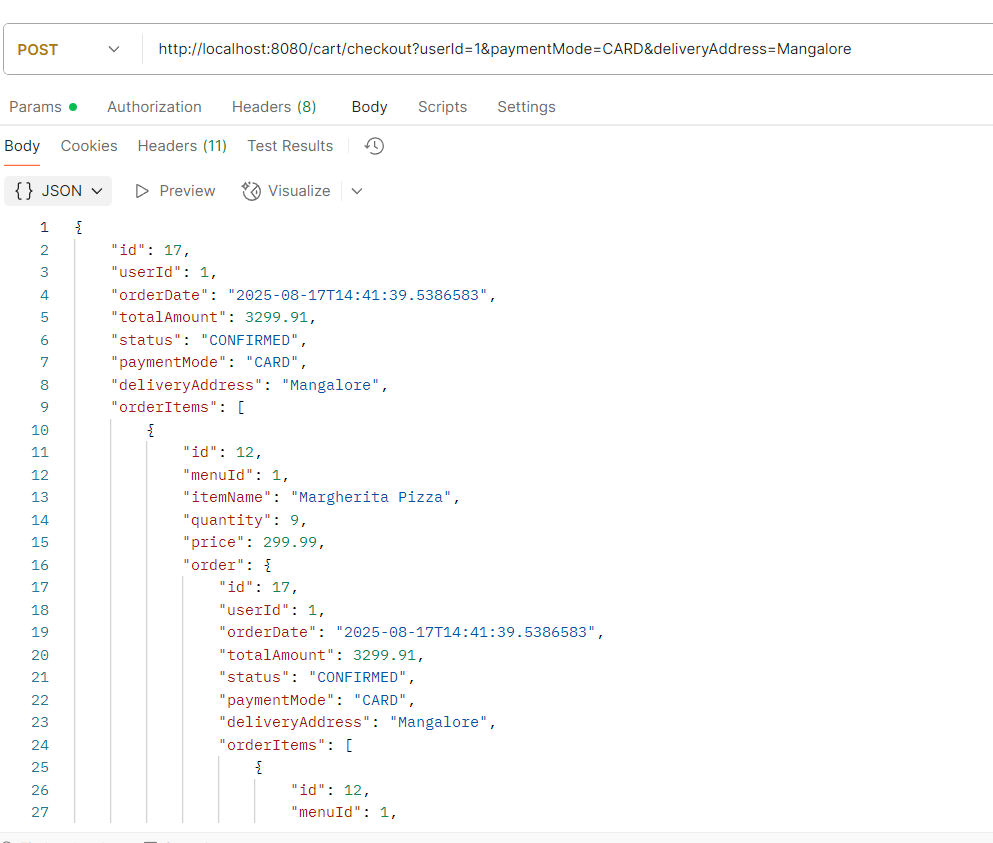 POST http://localhost:8080/cart/checkout?userId=1&paymentMode=CARD&deliveryAddress=Mangalore
Params Authorization Headers (8) Body Scripts Settings
Body Cookies Headers (11) Test Results
{} JSON Preview Visualize
1 {
2 "id": 17,
3 "userId": 1,
4 "orderDate": "2025-08-17T14:41:39.5386583",
5 "totalAmount": 3299.91,
6 "status": "CONFIRMED",
7 "paymentMode": "CARD",
8 "deliveryAddress": "Mangalore",
9 "orderItems": [
10 {
11 "id": 12,
12 "menuId": 1,
13 "itemName": "Margherita Pizza",
14 "quantity": 9,
15 "price": 299.99,
16 "order": {
17 "id": 17,
18 "userId": 1,
19 "orderDate": "2025-08-17T14:41:39.5386583",
20 "totalAmount": 3299.91,
21 "status": "CONFIRMED",
22 "paymentMode": "CARD",
23 "deliveryAddress": "Mangalore",
24 "orderItems": [
25 {
26 "id": 12,
27 "menuId": 1,